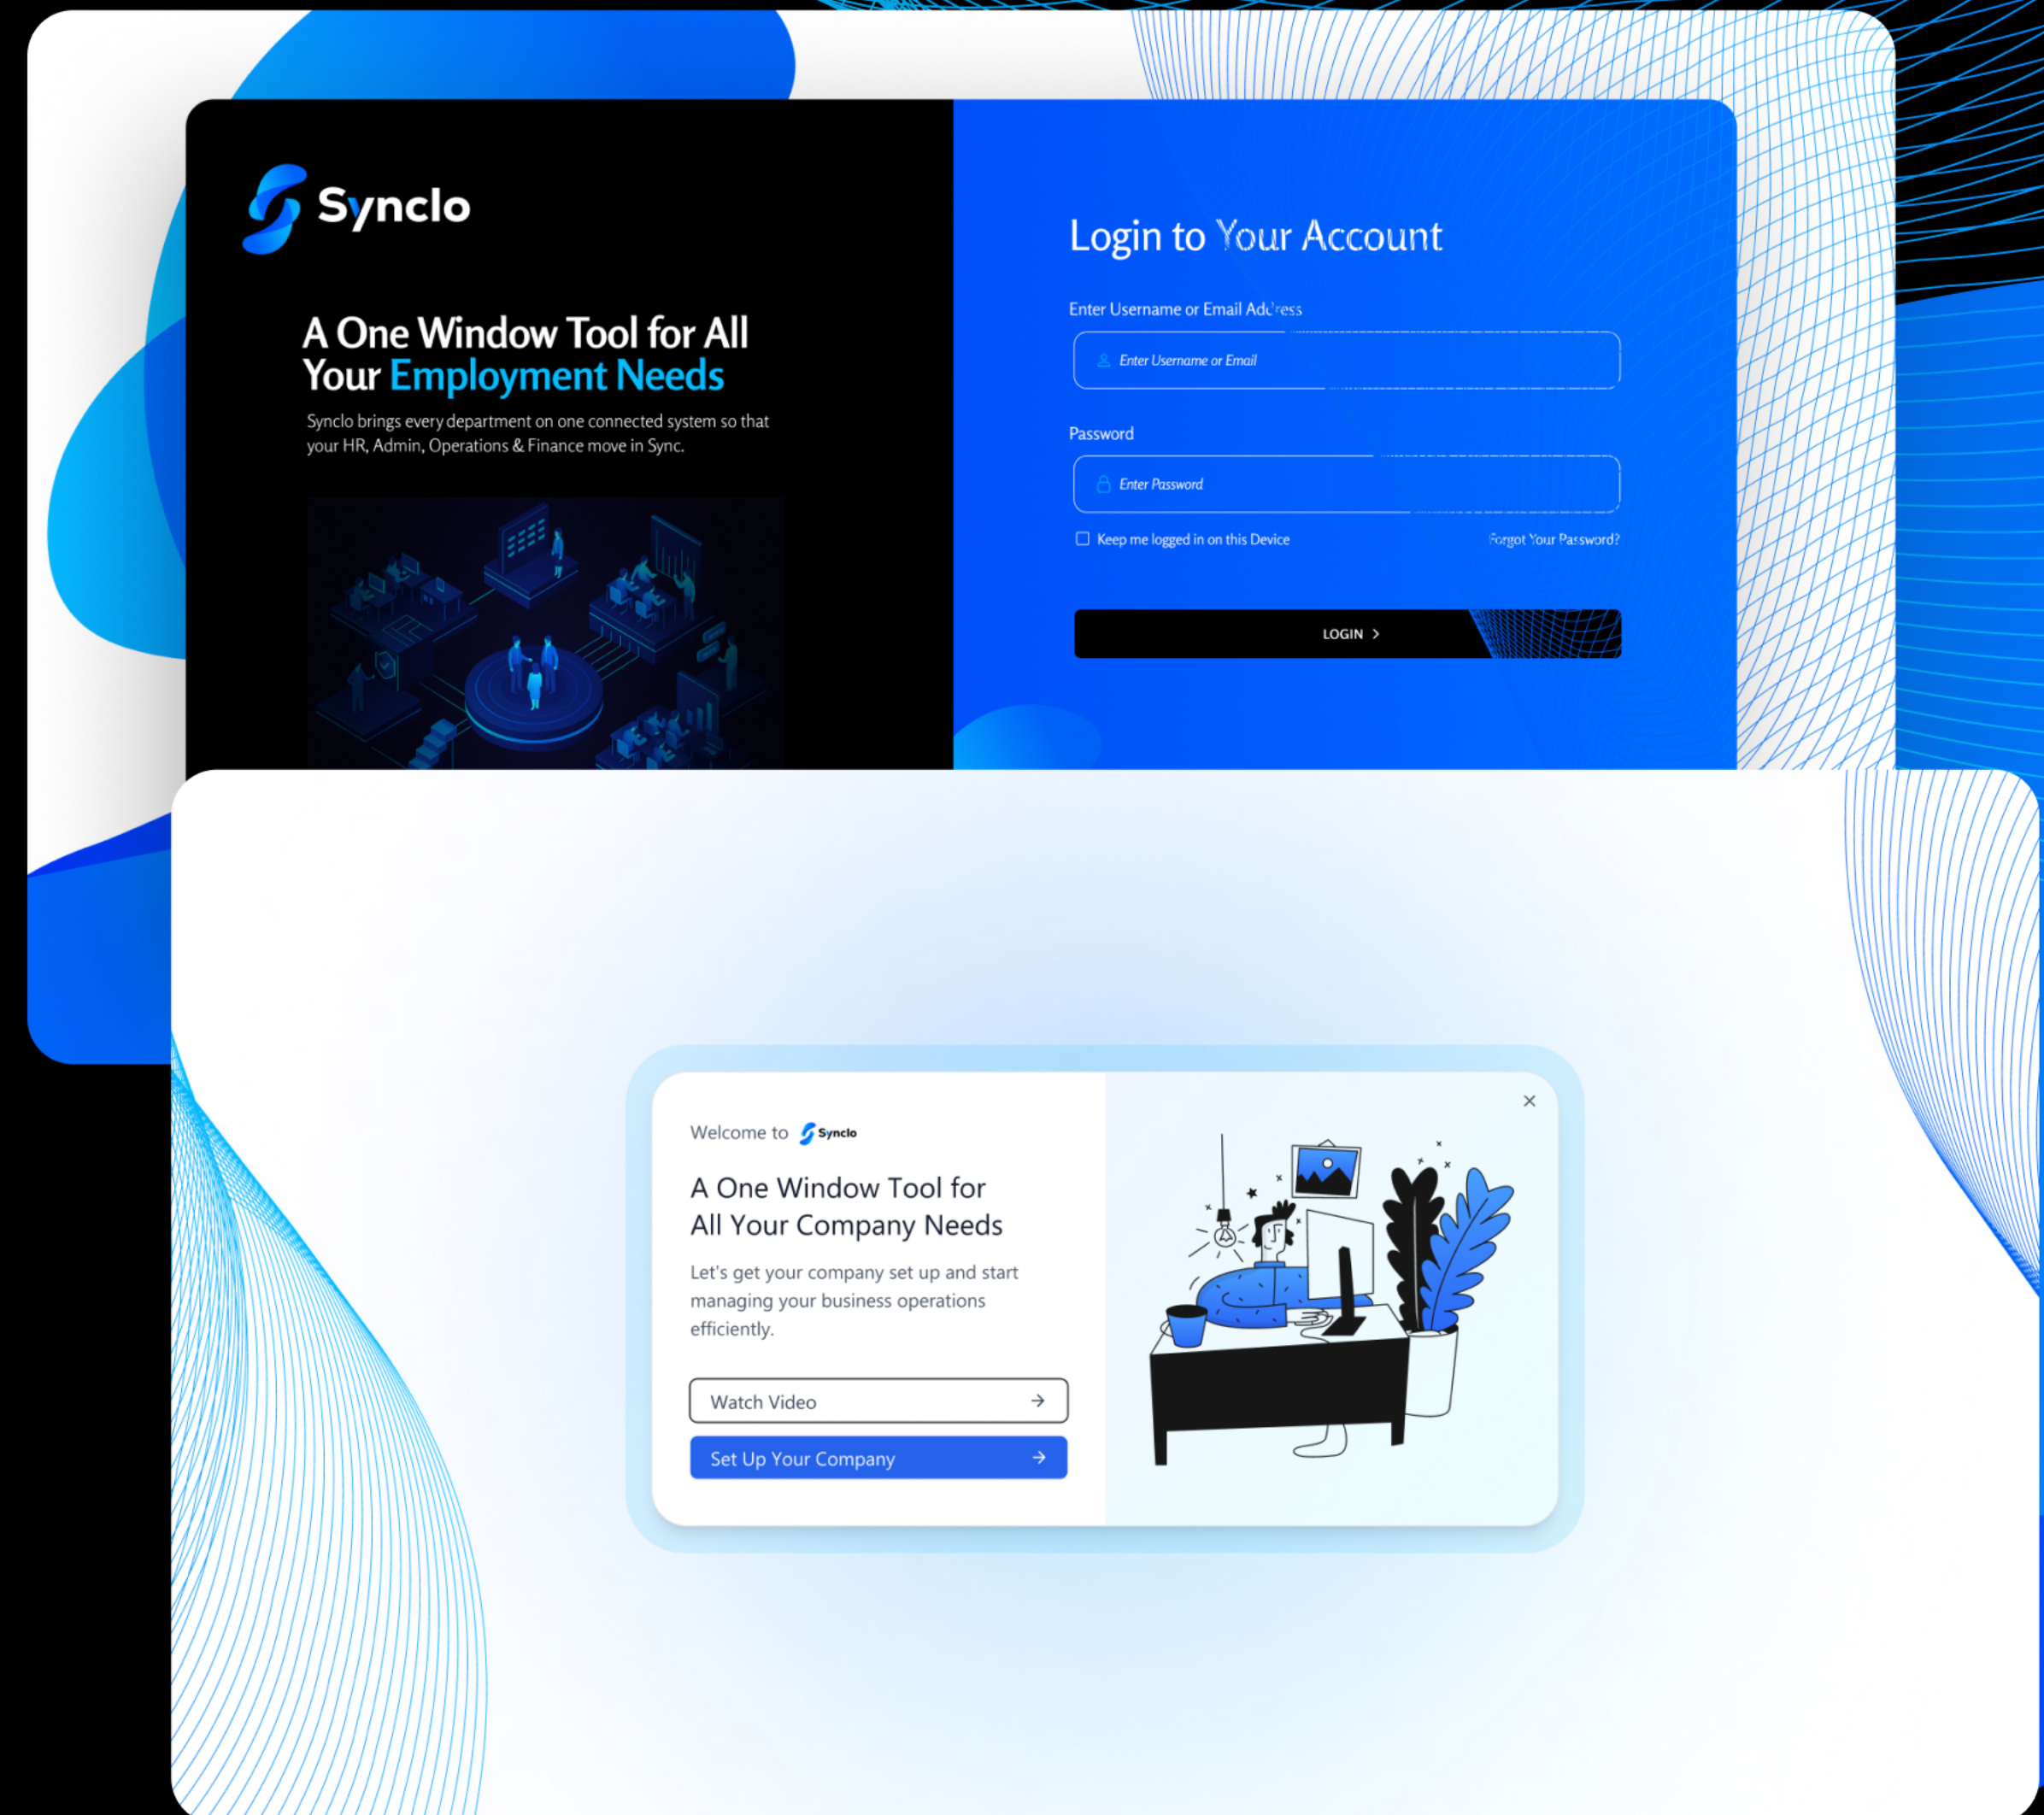 Synclo
A One Window Tool for All
Your Employment Needs
Synclo brings every department on one connected system so that
your HR, Admin, Operations & Finance move in Sync.
Login to Your Account
Enter Username or Email Address
Enter Username or Email
Password
Enter Password
Keep me logged in on this Device
Forgot Your Password?
LOGIN
Welcome to Synclo
A One Window Tool for
All Your Company Needs
Let's get your company set up and start
managing your business operations
efficiently.
Watch Video
Set Up Your Company